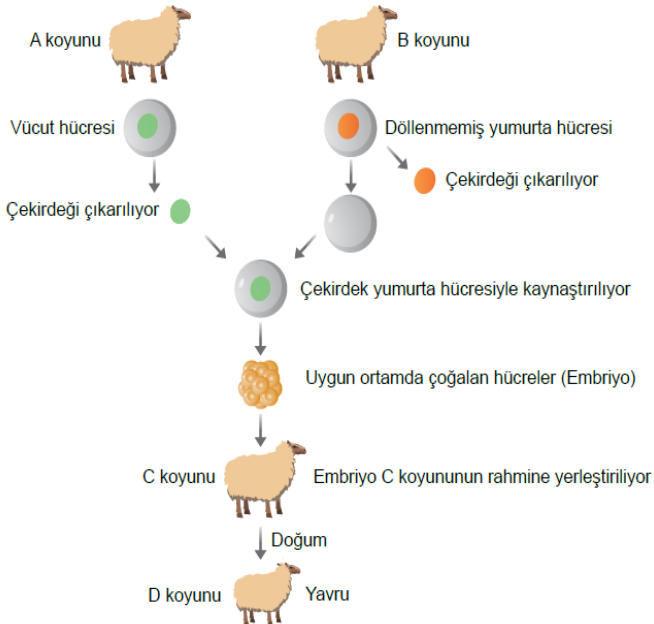 A koyunu
B koyunu
Vücut hücresi
Döllenmemiş yumurta hücresi
Çekirdeği çıkarılıyor
Çekirdeği çıkarılıyor
Çekirdek yumurta hücresiyle kaynaştırılıyor
Uygun ortamda çoğalan hücreler (Embriyo)
C koyunu
Embriyo C koyununun rahmine yerleştiriliyor
Doğum
D koyunu
Yavru